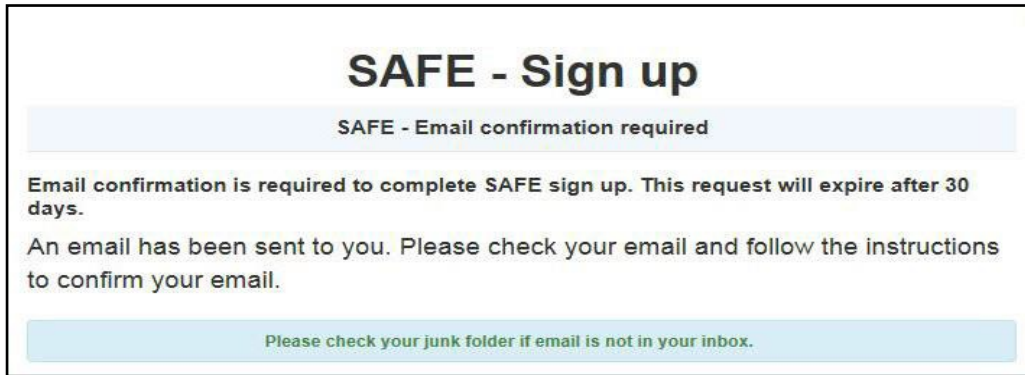 SAFE - Sign up
SAFE - Email confirmation required
Email confirmation is required to complete SAFE sign up. This request will expire after 30
days.
An email has been sent to you. Please check your email and follow the instructions
to confirm your email.
Please check your junk folder if email is not in your inbox.